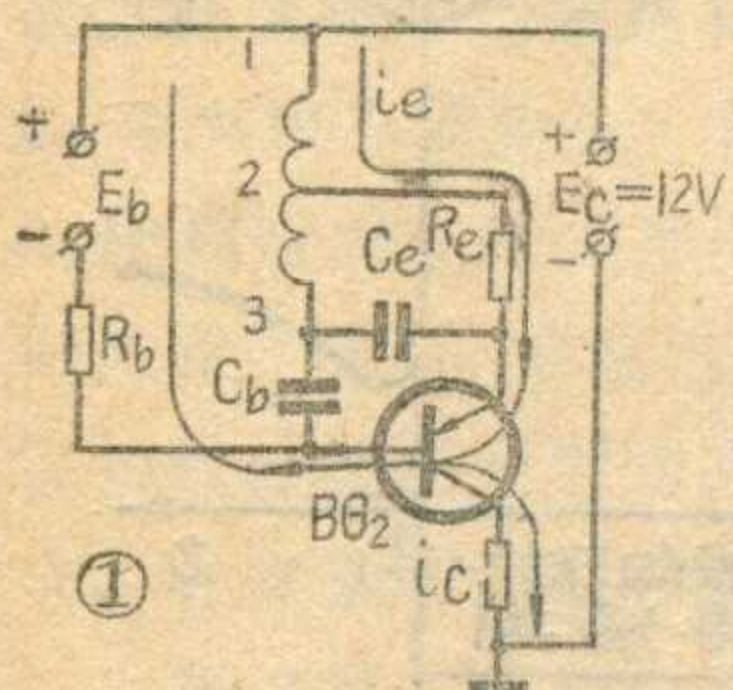 1
ie
+
+
2
Eb
EC=12V
-
-
Ce
Re
3
Rb
Cb
BG₂
ic
①